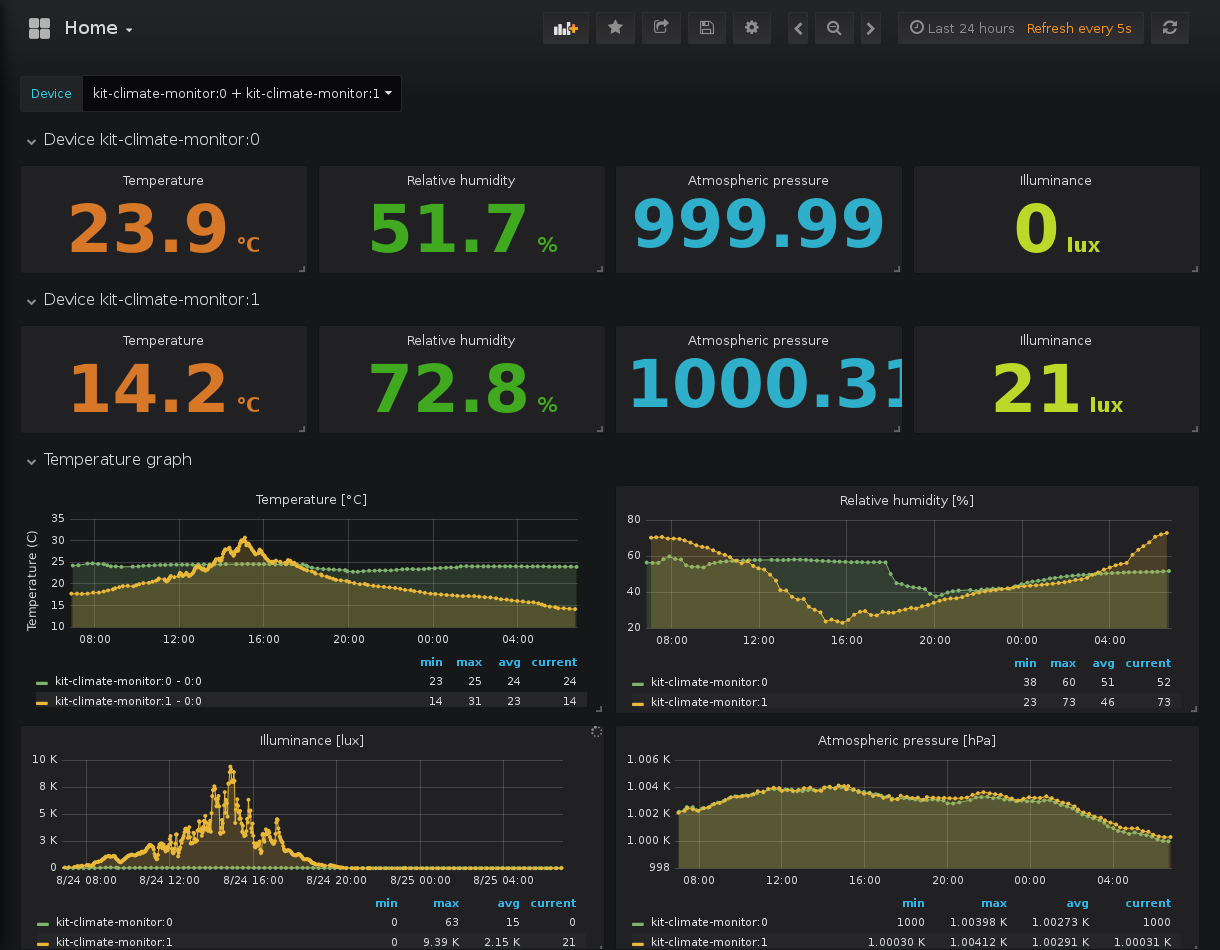 Home
Last 24 hours Refresh every 5s
Device kit-climate-monitor:0 + kit-climate-monitor:1
Device kit-climate-monitor:0
Temperature Relative humidity Atmospheric pressure Illuminance
23.9 °C 51.7 % 999.99 0 lux
Device kit-climate-monitor:1
Temperature Relative humidity Atmospheric pressure Illuminance
14.2 °C 72.8 % 1000.31 21 lux
Temperature graph
Temperature [°C]
Temperature (C)
35
30
25
20
15
10
08:00 12:00 16:00 20:00 00:00 04:00
min max avg current
kit-climate-monitor:0 - 0:0 23 25 24 24
kit-climate-monitor:1 - 0:0 14 31 23 14
Relative humidity [%]
80
60
40
20
08:00 12:00 16:00 20:00 00:00 04:00
min max avg current
kit-climate-monitor:0 38 60 51 52
kit-climate-monitor:1 23 73 46 73
Illuminance [lux]
10 K
8 K
5 K
3 K
0
8/24 08:00 8/24 12:00 8/24 16:00 8/24 20:00 8/25 00:00 8/25 04:00
min max avg current
kit-climate-monitor:0 0 63 15 0
kit-climate-monitor:1 0 9.39 K 2.15 K 21
Atmospheric pressure [hPa]
1.006 K
1.004 K
1.002 K
1.000 K
998
08:00 12:00 16:00 20:00 00:00 04:00
min max avg current
kit-climate-monitor:0 1000 1.00398 K 1.00273 K 1000
kit-climate-monitor:1 1.00030 K 1.00412 K 1.00291 K 1.00031 K